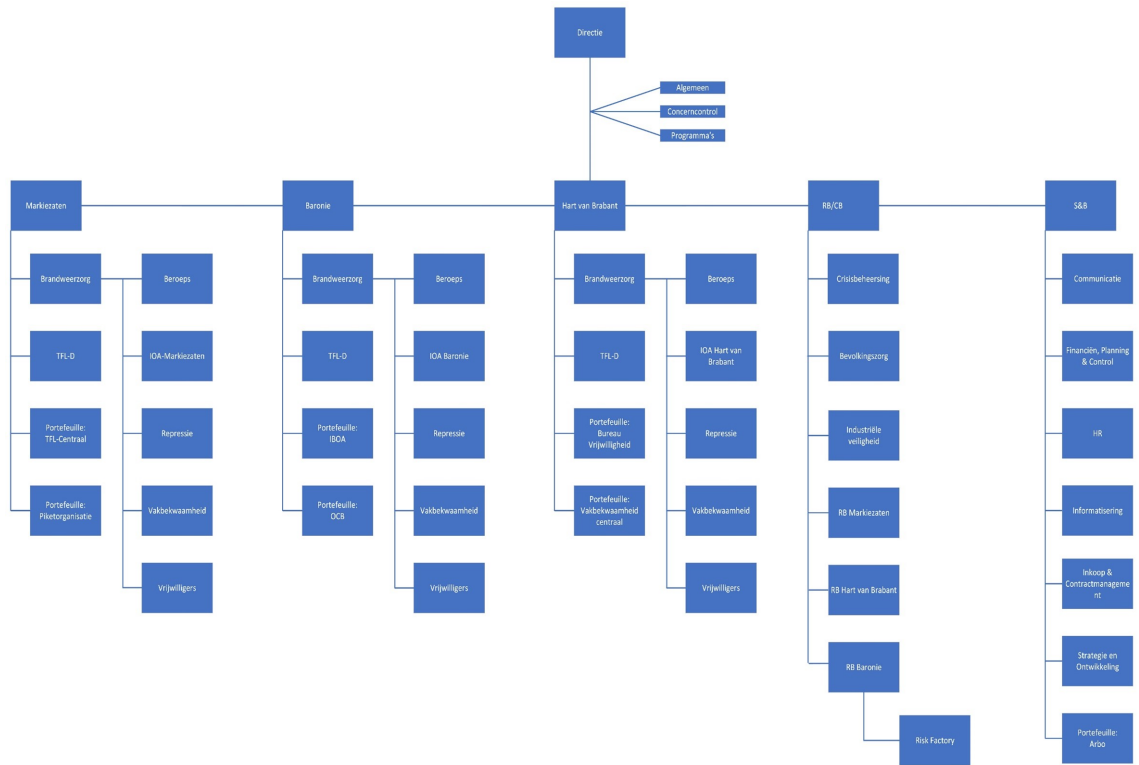 Directie
Algemeen
Concerncontrol
Programma's
Markiezaten
Baronie
Hart van Brabant
RB/CB
S&B
Brandweerzorg
Beroeps
Brandweerzorg
Beroeps
Brandweerzorg
Beroeps
Crisisbeheersing
Communicatie
TFL-D
IOA-Markiezaten
TFL-D
IOA Baronie
TFL-D
IOA Hart van
Brabant
Bevolkingszorg
Financiën, Planning
& Control
Portefeuille:
TFL-Centraal
Repressie
Portefeuille:
IBOA
Repressie
Portefeuille:
Bureau
Vrijwilligheid
Repressie
Industriële
veiligheid
HR
Portefeuille:
Piketorganisatie
Vakbekwaamheid
Portefeuille:
OCB
Vakbekwaamheid
Portefeuille:
Vakbekwaamheid
centraal
Vakbekwaamheid
RB Markiezaten
Informatisering
Vrijwilligers
Vrijwilligers
Vrijwilligers
RB Hart van Brabant
Inkoop &
Contractmanageme
nt
RB Baronie
Strategie en
Ontwikkeling
Risk Factory
Portefeuille:
Arbo